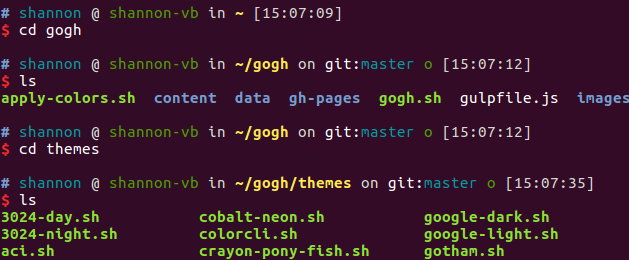 # shannon @ shannon-vb in ~ [15:07:09]
$ cd gogh
# shannon @ shannon-vb in ~/gogh on git:master o [15:07:12]
$ ls
apply-colors.sh content data gh-pages gogh.sh gulpfile.js images
# shannon @ shannon-vb in ~/gogh on git:master o [15:07:12]
$ cd themes
# shannon @ shannon-vb in ~/gogh/themes on git:master o [15:07:35]
$ ls
3024-day.sh cobalt-neon.sh google-dark.sh
3024-night.sh colorcli.sh google-light.sh
aci.sh crayon-pony-fish.sh gotham.sh